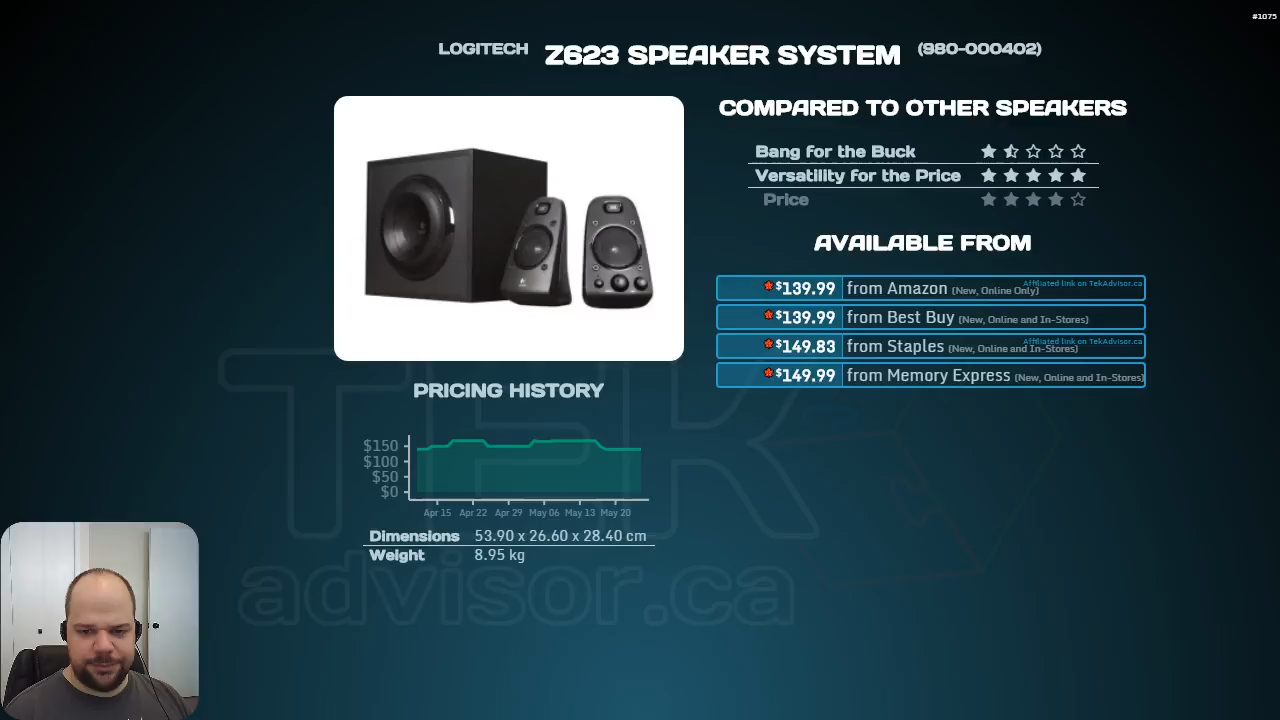 #1075
LOGITECH Z623 SPEAKER SYSTEM (980-000402)
COMPARED TO OTHER SPEAKERS
Bang for the Buck
Versatility for the Price
Price
AVAILABLE FROM
$139.99 from Amazon (New, Online Only) Affiliated link on TekAdvisor.ca
$139.99 from Best Buy (New, Online and In-Stores)
$149.83 from Staples (New, Online and In-Stores) Affiliated link on TekAdvisor.ca
$149.99 from Memory Express (New, Online and In-Stores)
PRICING HISTORY
$150
$100
$50
$0
Apr 15 Apr 22 Apr 29 May 06 May 13 May 20
Dimensions 53.90 x 26.60 x 28.40 cm
Weight 8.95 kg
TEK
advisor.ca